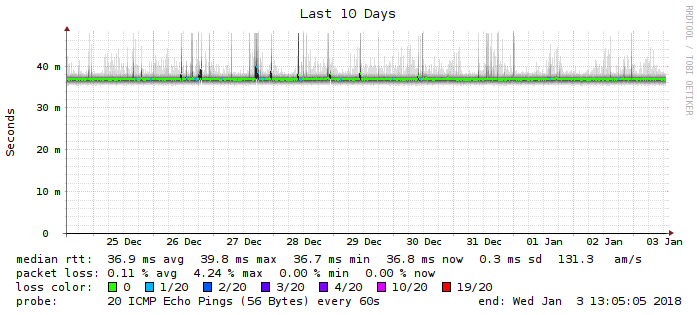 Last 10 Days
RRDTOOL / TOBI OETIKER
Seconds
40 m
30 m
20 m
10 m
0
25 Dec 26 Dec 27 Dec 28 Dec 29 Dec 30 Dec 31 Dec 01 Jan 02 Jan 03 Jan
median rtt: 36.9 ms avg 39.8 ms max 36.7 ms min 36.8 ms now 0.3 ms sd 131.3 am/s
packet loss: 0.11 % avg 4.24 % max 0.00 % min 0.00 % now
loss color: 0 1/20 2/20 3/20 4/20 10/20 19/20
probe: 20 ICMP Echo Pings (56 Bytes) every 60s end: Wed Jan 3 13:05:05 2018